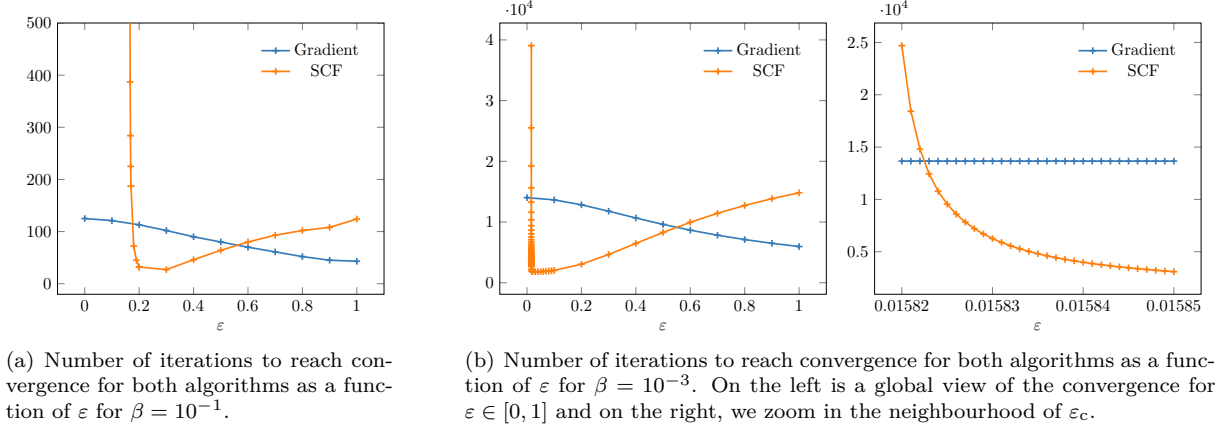 500
400
300
200
100
0
0
0.2
0.4
0.6
0.8
1
ε
Gradient
SCF
·10⁴
4
3
2
1
0
0
0.2
0.4
0.6
0.8
1
ε
Gradient
SCF
·10⁴
2.5
2
1.5
1
0.5
0.01582
0.01583
0.01584
0.01585
ε
Gradient
SCF
(a) Number of iterations to reach con-
vergence for both algorithms as a func-
tion of ε for β = 10⁻¹.
(b) Number of iterations to reach convergence for both algorithms as a func-
tion of ε for β = 10⁻³. On the left is a global view of the convergence for
ε ∈ [0, 1] and on the right, we zoom in the neighbourhood of ε_c.